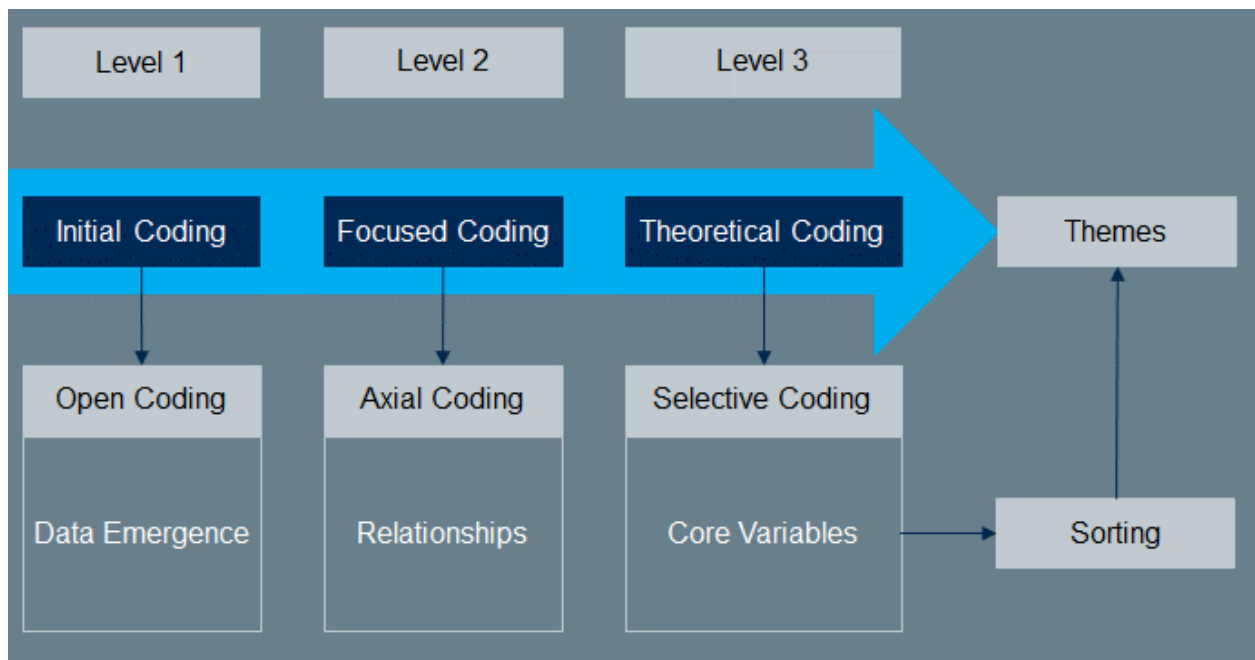 Level 1
Level 2
Level 3
Initial Coding
Focused Coding
Theoretical Coding
Themes
Open Coding
Axial Coding
Selective Coding
Data Emergence
Relationships
Core Variables
Sorting